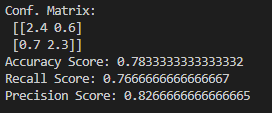 Conf. Matrix:
[[2.4 0.6]
[0.7 2.3]]
Accuracy Score: 0.7833333333333332
Recall Score: 0.7666666666666667
Precision Score: 0.8266666666666665